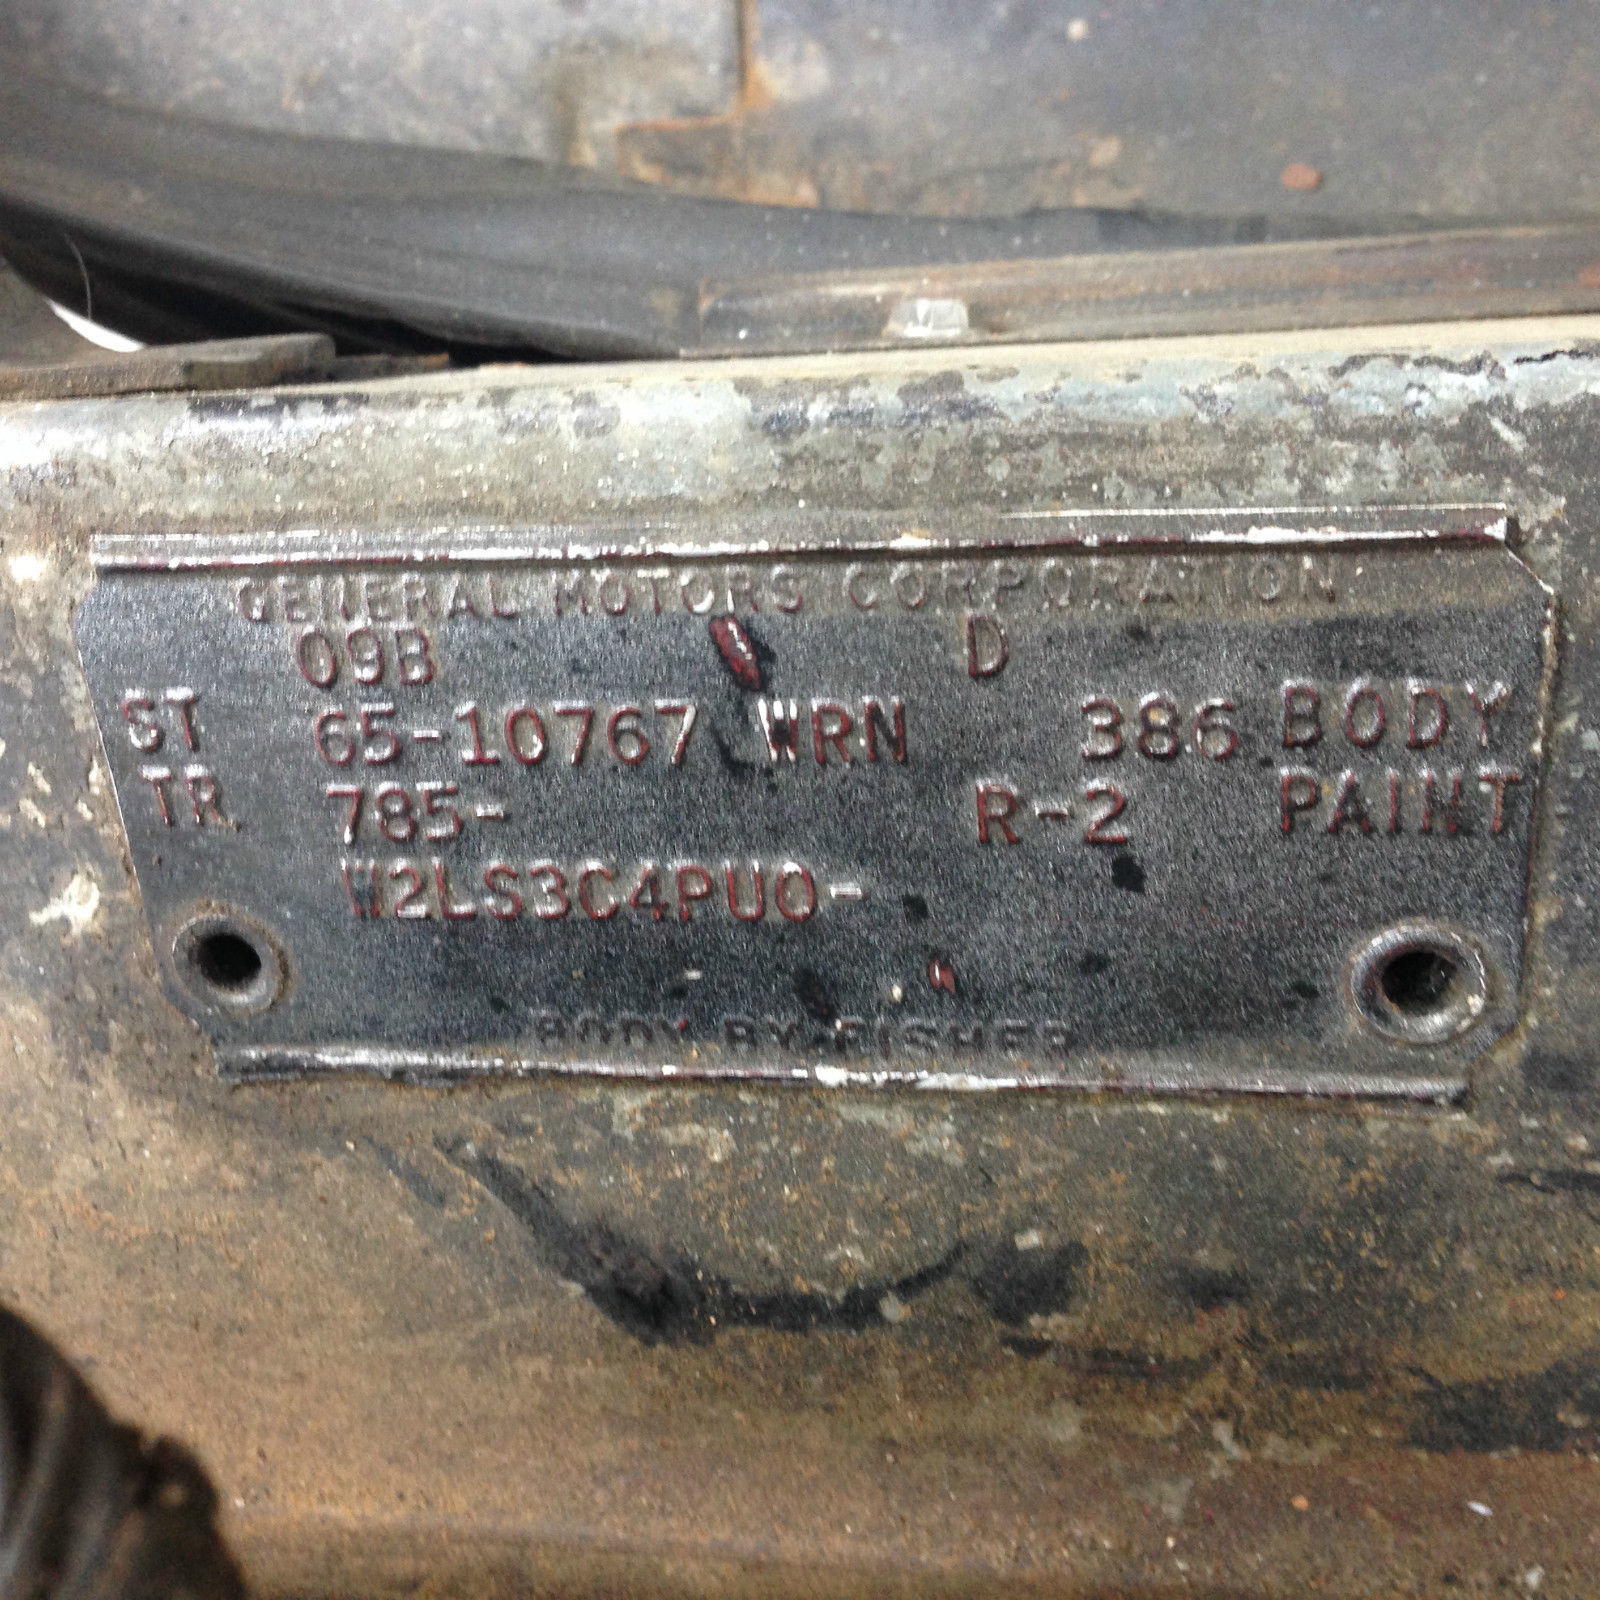 GENERAL MOTORS CORPORATION
09B D
ST 65-10767 WRN 386 BODY
TR 785- R-2 PAINT
W2LS3C4PU0-
BODY BY FISHER